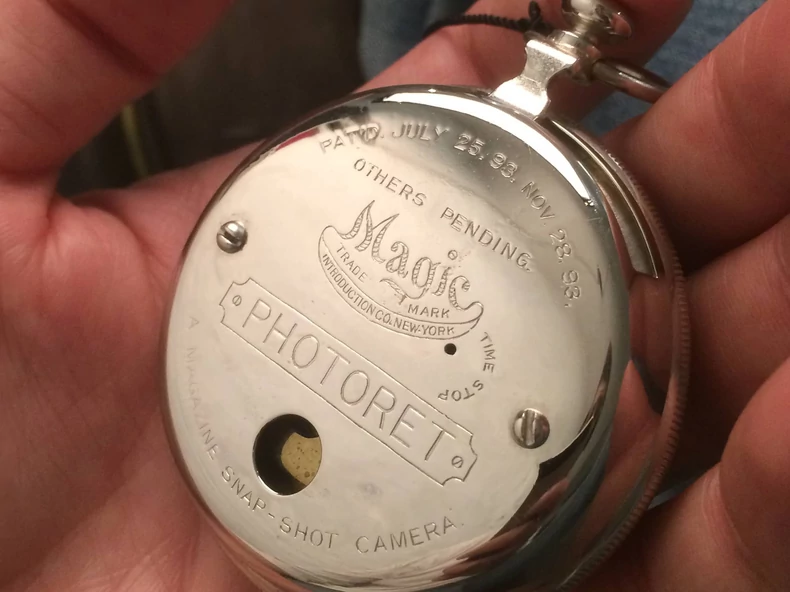 PAT'D. JULY 25, 93. NOV. 28, 93.
OTHERS PENDING.
Magic
TRADE MARK
INTRODUCTION CO. NEW-YORK
TIME STOP
PHOTORET
A MAGAZINE SNAP-SHOT CAMERA.